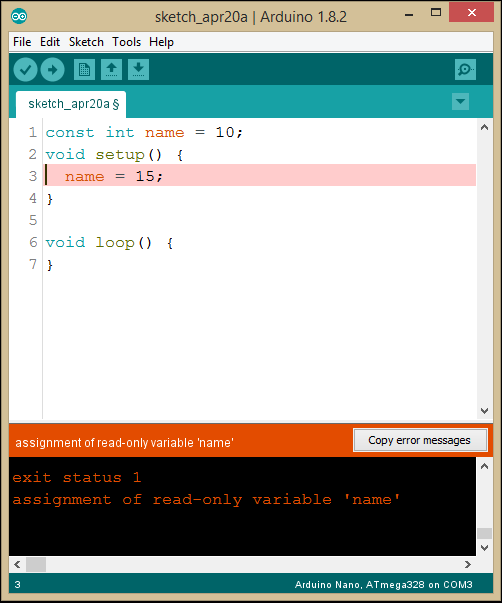 sketch_apr20a | Arduino 1.8.2
File Edit Sketch Tools Help
sketch_apr20a §
1 const int name = 10;
2 void setup() {
3   name = 15;
4 }
5
6 void loop() {
7 }
assignment of read-only variable 'name'
Copy error messages
exit status 1
assignment of read-only variable 'name'
3
Arduino Nano, ATmega328 on COM3